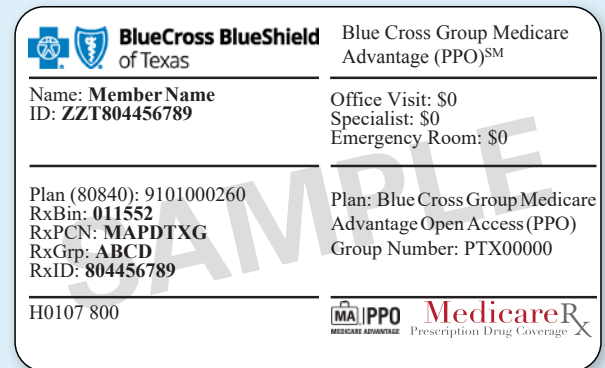 BlueCross BlueShield
of Texas
Blue Cross Group Medicare
Advantage (PPO)SM
Name: Member Name
ID: ZZT804456789
Office Visit: $0
Specialist: $0
Emergency Room: $0
Plan (80840): 9101000260
RxBin: 011552
RxPCN: MAPDTXG
RxGrp: ABCD
RxID: 804456789
Plan: Blue Cross Group Medicare
Advantage Open Access (PPO)
Group Number: PTX00000
SAMPLE
H0107 800
MA PPO
MEDICARE ADVANTAGE
MedicareRx
Prescription Drug Coverage